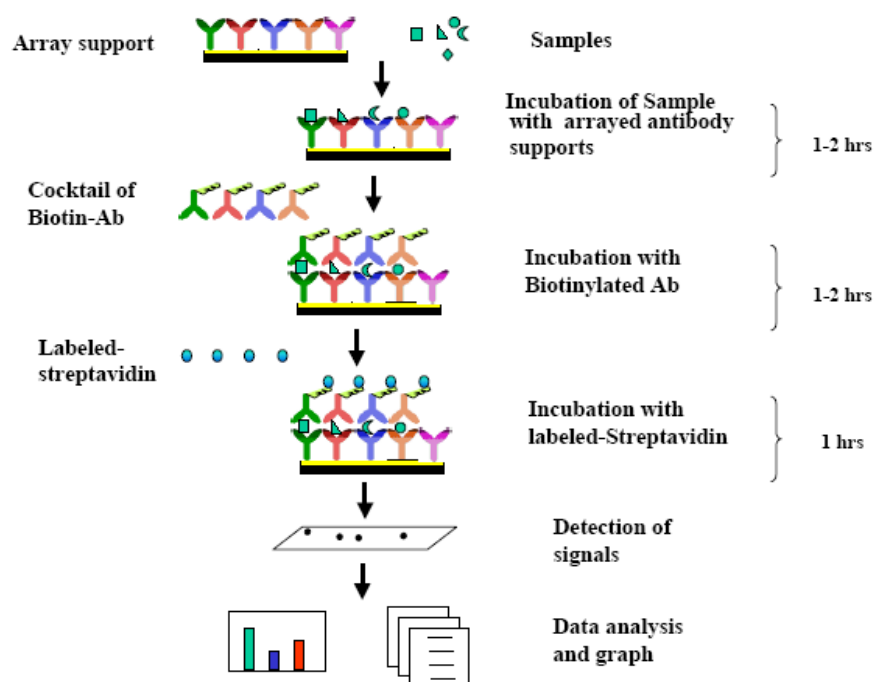 Array support
Samples
Incubation of Sample
with arrayed antibody
supports
1-2 hrs
Cocktail of
Biotin-Ab
Incubation with
Biotinylated Ab
1-2 hrs
Labeled-
streptavidin
Incubation with
labeled-Streptavidin
1 hrs
Detection of
signals
Data analysis
and graph